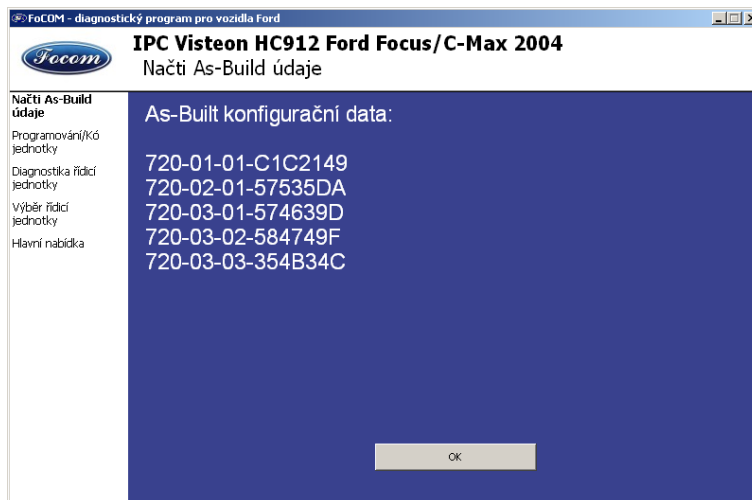 FoCOM - diagnostický program pro vozidla Ford
Focom
IPC Visteon HC912 Ford Focus/C-Max 2004
Načti As-Build údaje
Načti As-Build
údaje
Programování/Kó
jednotky
Diagnostika řídicí
jednotky
Výběr řídicí
jednotky
Hlavní nabídka
As-Built konfigurační data:
720-01-01-C1C2149
720-02-01-57535DA
720-03-01-574639D
720-03-02-584749F
720-03-03-354B34C
OK